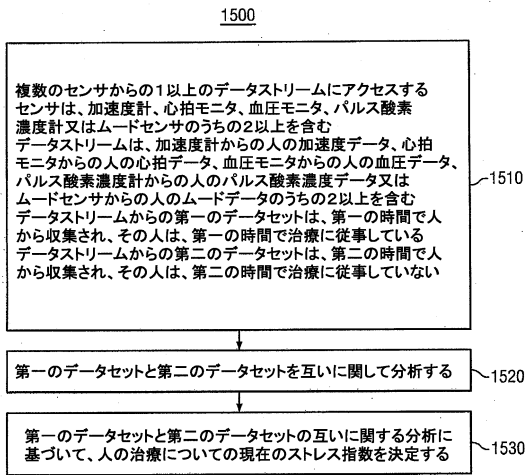 1500
複数のセンサからの1以上のデータストリームにアクセスする
センサは、加速度計、心拍モニタ、血圧モニタ、パルス酸素
濃度計又はムードセンサのうちの2以上を含む
データストリームは、加速度計からの人の加速度データ、心拍
モニタからの人の心拍データ、血圧モニタからの人の血圧データ、
パルス酸素濃度計からの人のパルス酸素濃度データ又は
ムードセンサからの人のムードデータのうちの2以上を含む
データストリームからの第一のデータセットは、第一の時間で人
から収集され、その人は、第一の時間で治療に従事している
データストリームからの第二のデータセットは、第二の時間で人
から収集され、その人は、第二の時間で治療に従事していない
1510
第一のデータセットと第二のデータセットを互いに関して分析する
1520
第一のデータセットと第二のデータセットの互いに関する分析に
基づいて、人の治療についての現在のストレス指数を決定する
1530